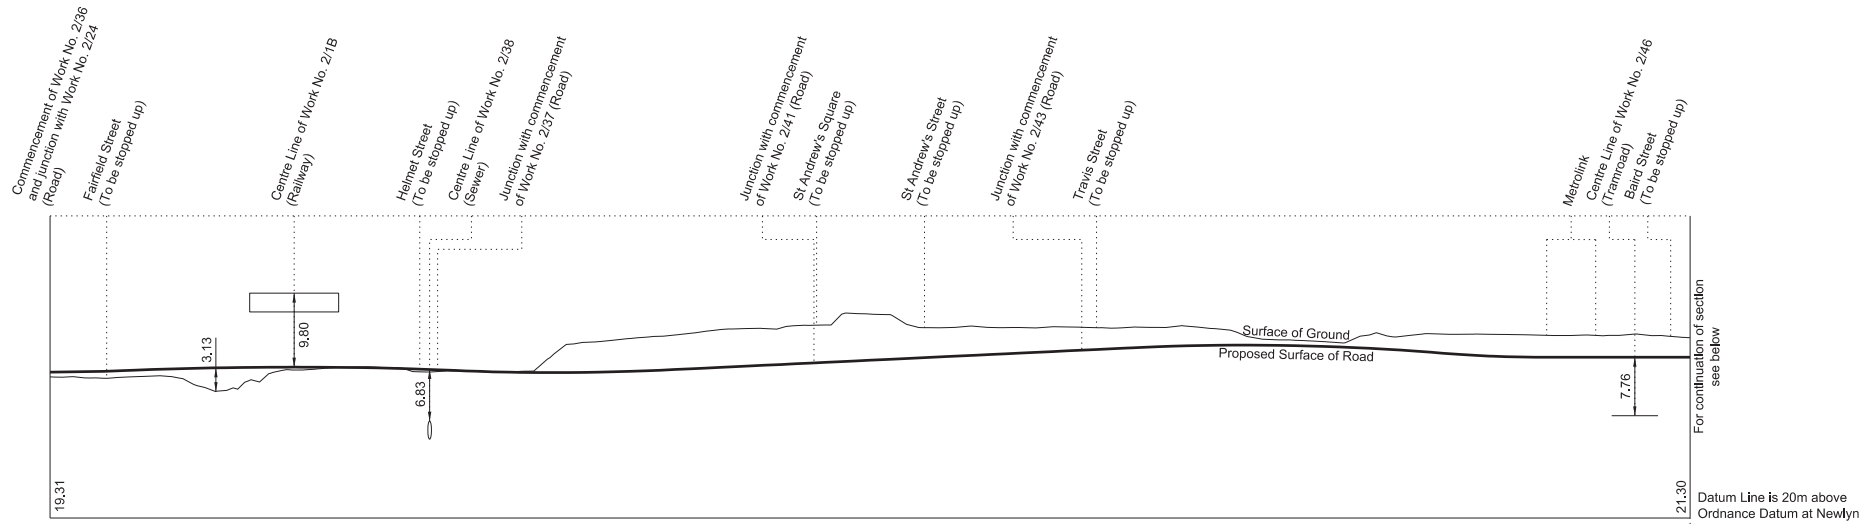 Commencement of Work No. 2/36
and junction with Work No. 2/24
(Road)
Fairfield Street
(To be stopped up)
Centre Line of Work No. 2/1B
(Railway)
Helmet Street
(To be stopped up)
Centre Line of Work No. 2/38
(Sewer)
Junction with commencement
of Work No. 2/37 (Road)
Junction with commencement
of Work No. 2/41 (Road)
St Andrew's Square
(To be stopped up)
St Andrew's Street
(To be stopped up)
Junction with commencement
of Work No. 2/43 (Road)
Travis Street
(To be stopped up)
Metrolink
Centre Line of Work No. 2/46
(Tramroad)
Baird Street
(To be stopped up)
3.13
9.80
6.83
Surface of Ground
Proposed Surface of Road
7.76
For continuation of section
see below
19.31
21.30
Datum Line is 20m above
Ordnance Datum at Newlyn